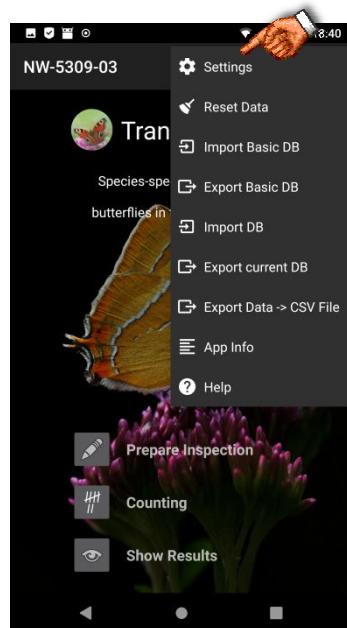 8:40
NW-5309-03
Settings
Reset Data
Tran
Import Basic DB
Species-spe
Export Basic DB
butterflies in
Import DB
Export current DB
Export Data -> CSV File
App Info
Help
Prepare Inspection
Counting
Show Results